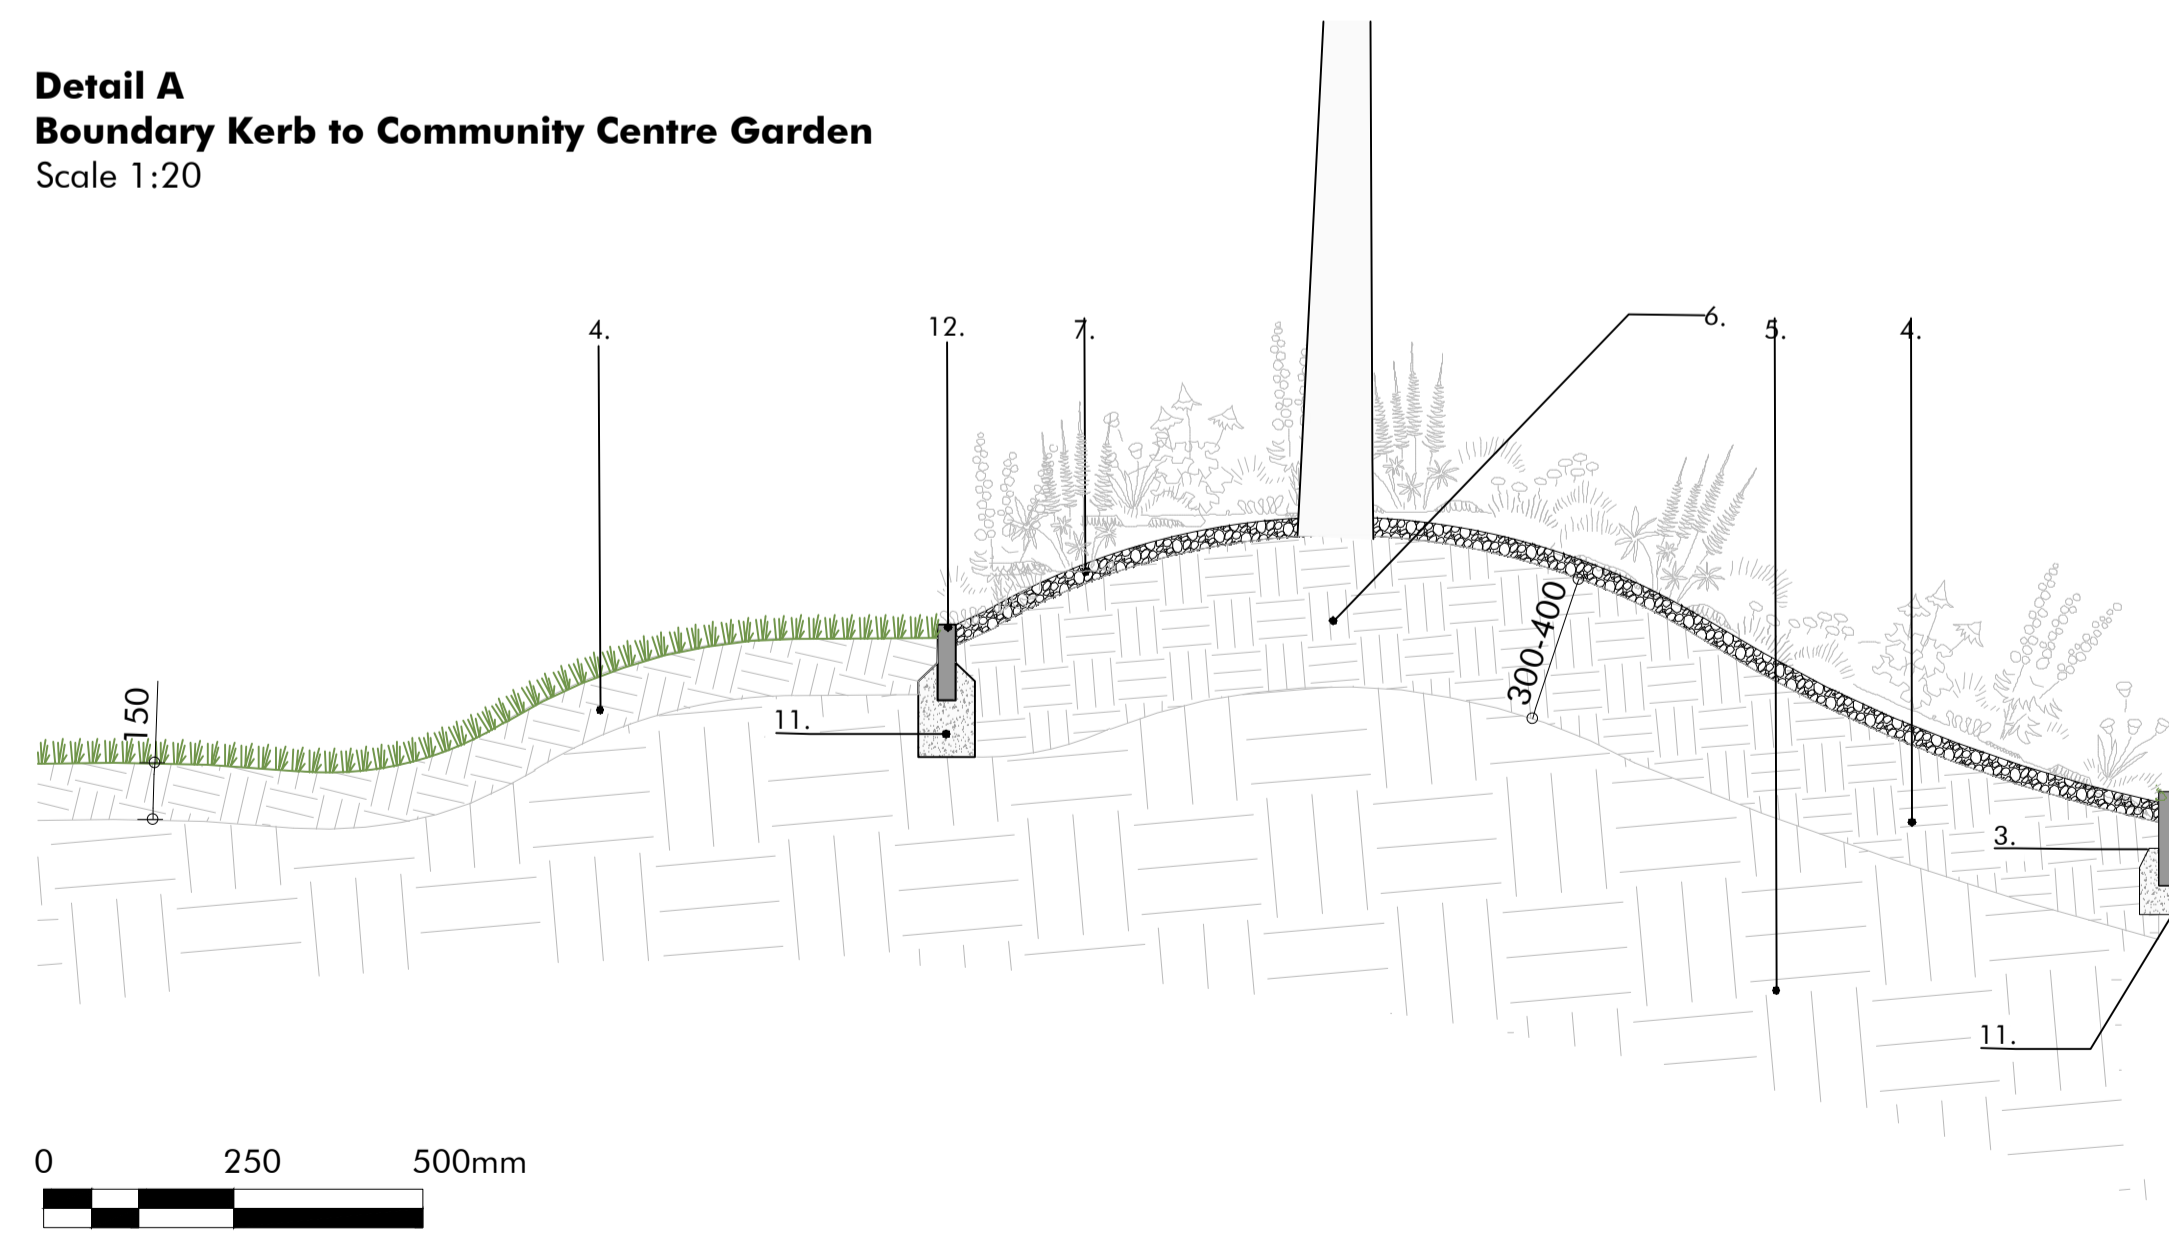 Detail A
Boundary Kerb to Community Centre Garden
Scale 1:20
4.
12.
7.
6.
5.
4.
150
11.
300-400
3.
11.
0 250 500mm